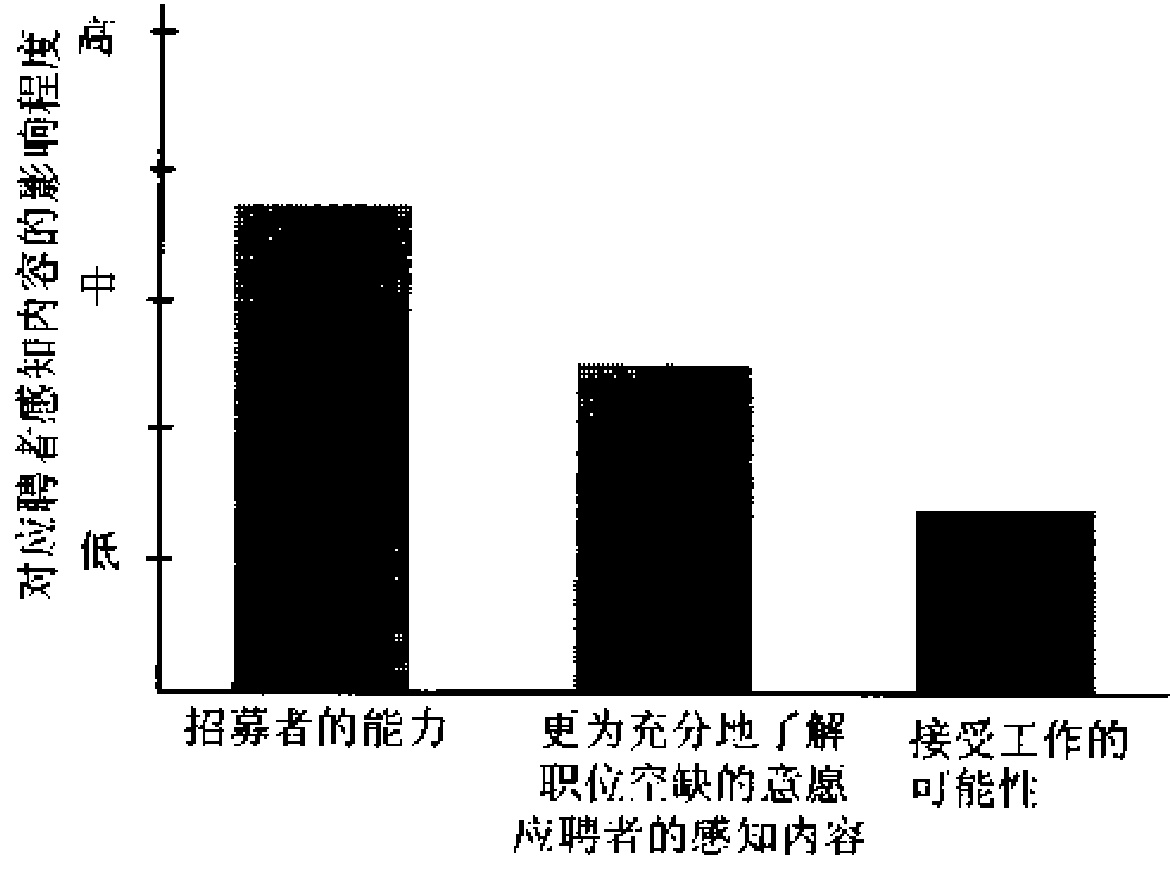 对应聘者感知内容的影响程度
高
中
低
招募者的能力
更为充分地了解
职位空缺的意愿
接受工作的
可能性
应聘者的感知内容